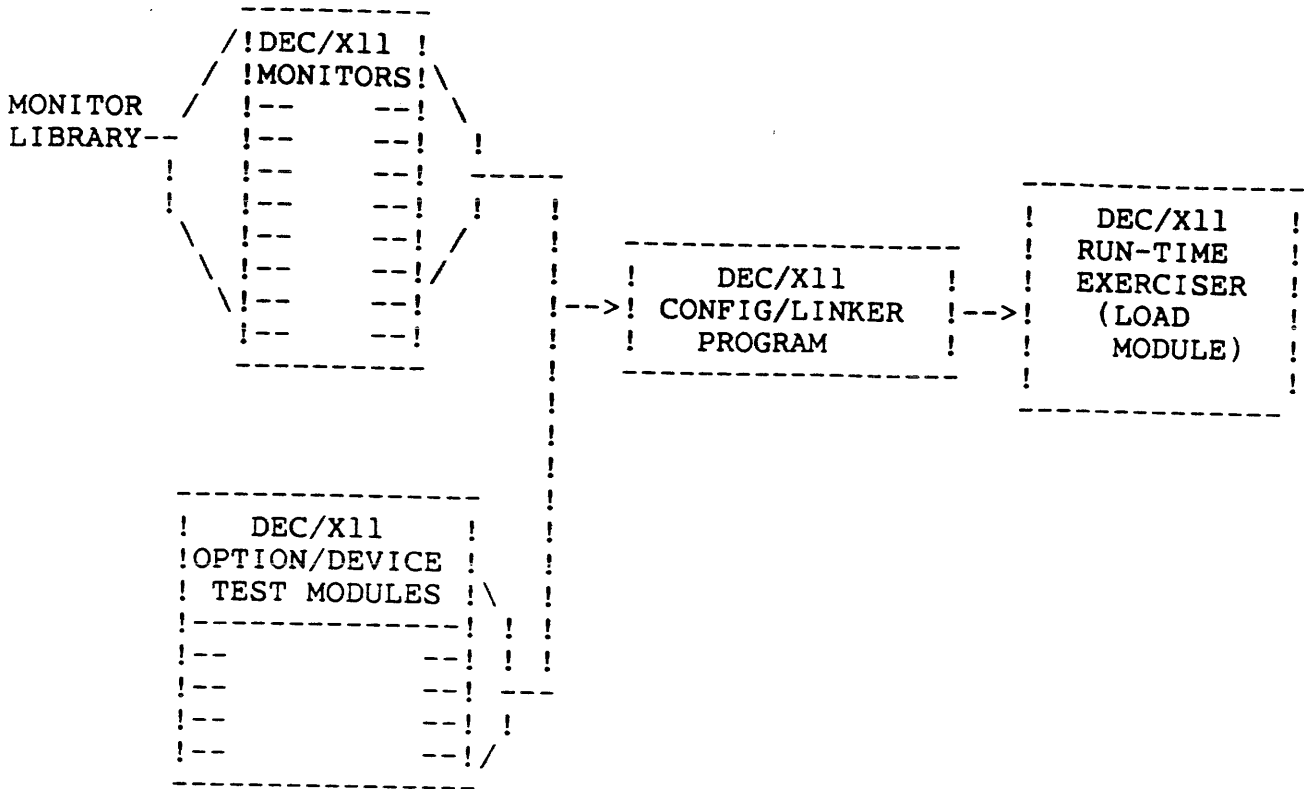 DEC/X11
MONITORS
MONITOR
LIBRARY
DEC/X11
CONFIG/LINKER
PROGRAM
DEC/X11
RUN-TIME
EXERCISER
(LOAD
MODULE)
DEC/X11
OPTION/DEVICE
TEST MODULES